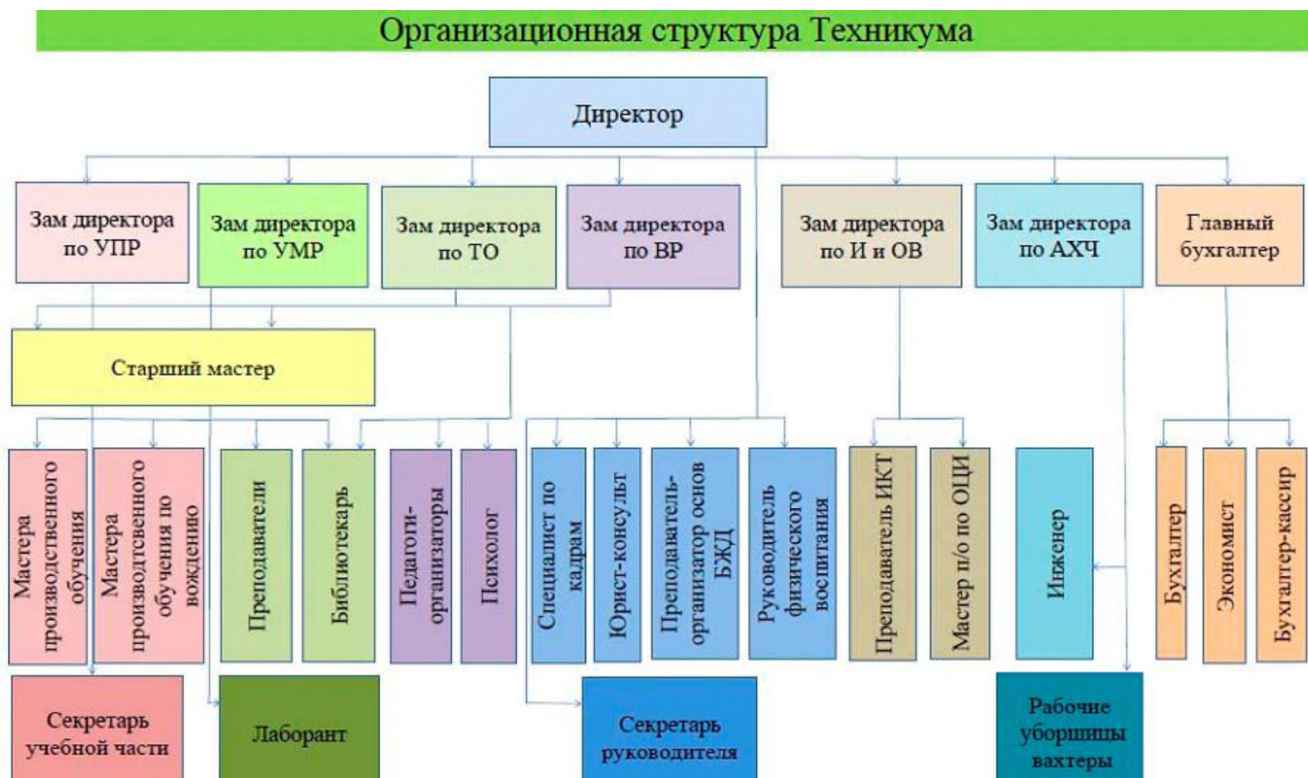 Организационная структура Техникума
Директор
Зам директора
по УПР
Зам директора
по УМР
Зам директора
по ТО
Зам директора
по ВР
Зам директора
по И и ОВ
Зам директора
по АХЧ
Главный
бухгалтер
Старший мастер
Мастера
производственного
обучения
Мастера
производтсвенного
обучения по
вождению
Преподаватели
Библиотекарь
Педагоги-
организаторы
Психолог
Специалист по
кадрам
Юрист-консульт
Преподаватель-
организатор основ
БЖД
Руководитель
физического
воспитания
Преподаватель ИКТ
Мастер п/о по ОЦИ
Инженер
Бухгалтер
Экономист
Бухгалтер-кассир
Секретарь
учебной части
Лаборант
Секретарь
руководителя
Рабочие
уборщицы
вахтеры